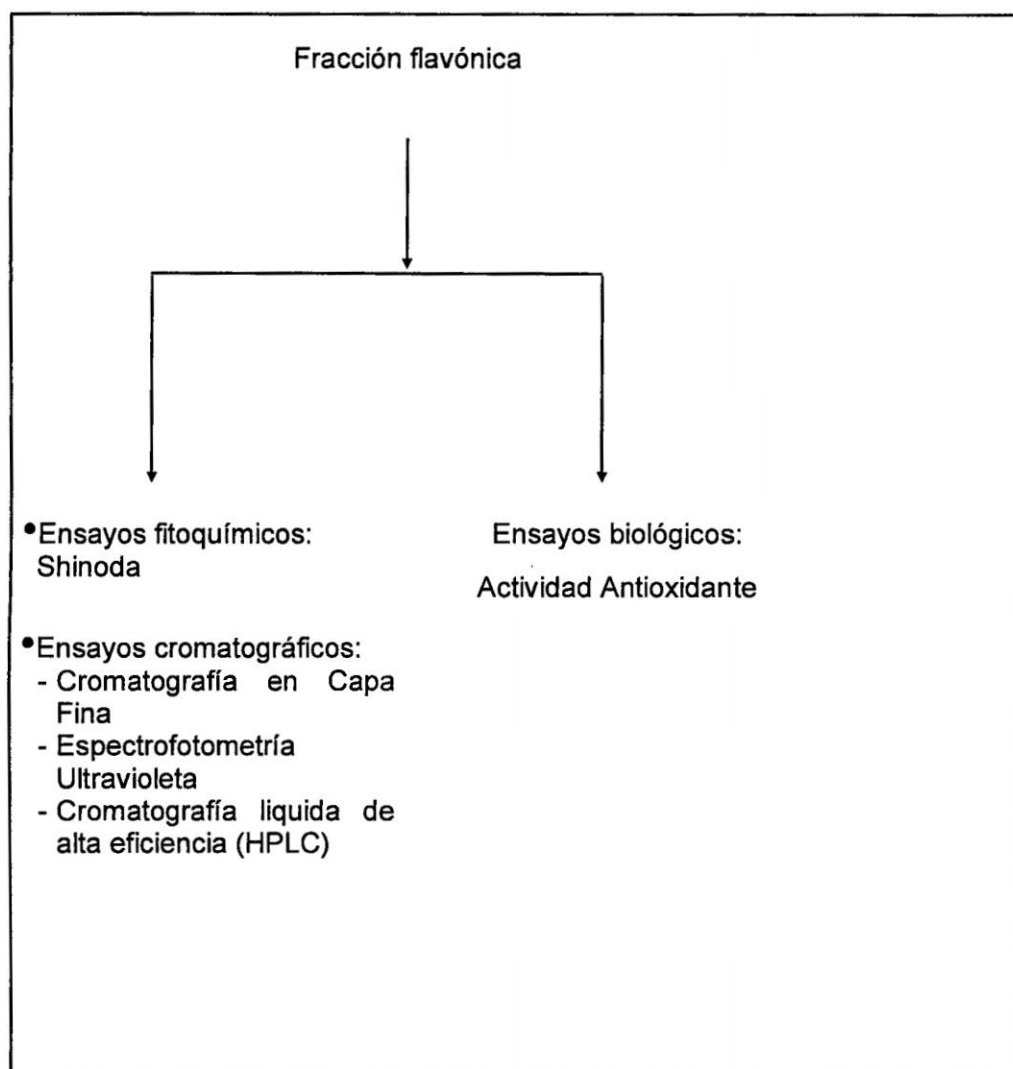 Fracción flavónica
•Ensayos fitoquímicos:
Shinoda
Ensayos biológicos:
Actividad Antioxidante
•Ensayos cromatográficos:
- Cromatografía en Capa
Fina
- Espectrofotometría
Ultravioleta
- Cromatografía liquida de
alta eficiencia (HPLC)